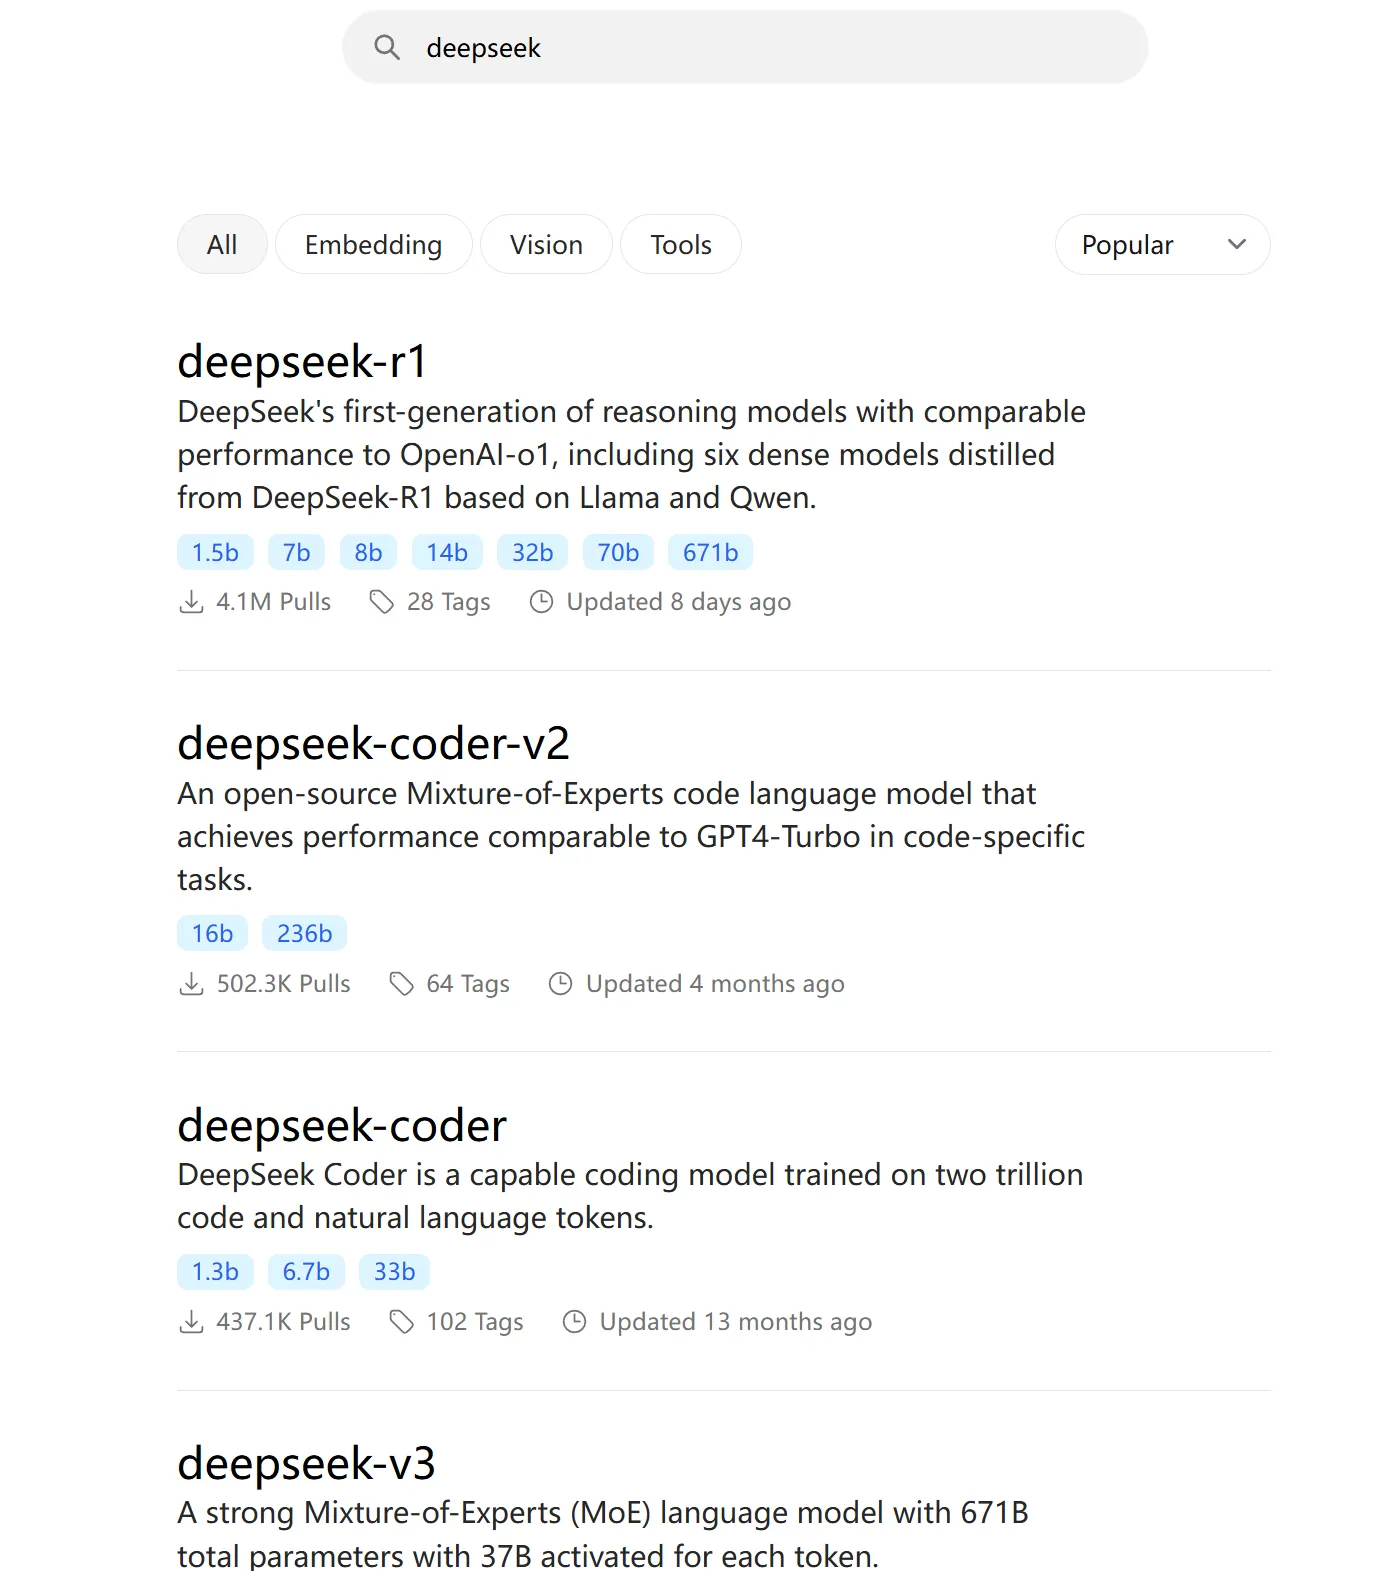 deepseek
All
Embedding
Vision
Tools
Popular
deepseek-r1
DeepSeek's first-generation of reasoning models with comparable
performance to OpenAI-o1, including six dense models distilled
from DeepSeek-R1 based on Llama and Qwen.
1.5b 7b 8b 14b 32b 70b 671b
4.1M Pulls 28 Tags Updated 8 days ago
deepseek-coder-v2
An open-source Mixture-of-Experts code language model that
achieves performance comparable to GPT4-Turbo in code-specific
tasks.
16b 236b
502.3K Pulls 64 Tags Updated 4 months ago
deepseek-coder
DeepSeek Coder is a capable coding model trained on two trillion
code and natural language tokens.
1.3b 6.7b 33b
437.1K Pulls 102 Tags Updated 13 months ago
deepseek-v3
A strong Mixture-of-Experts (MoE) language model with 671B
total parameters with 37B activated for each token.